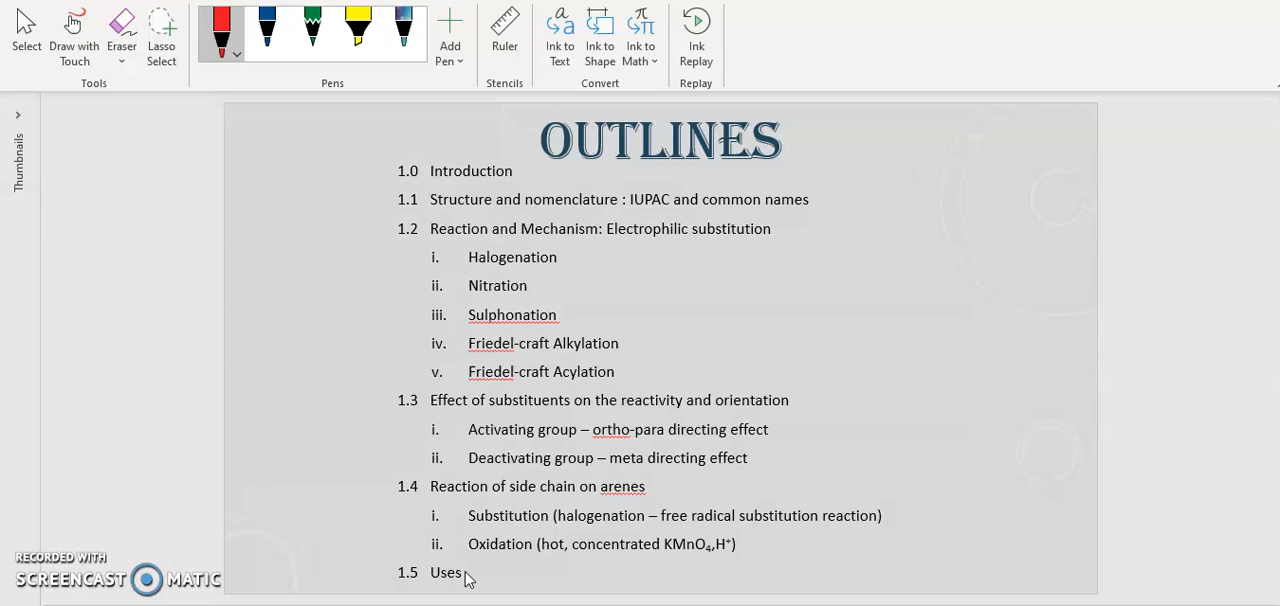 Select
Draw with Touch
Eraser
Lasso Select
Tools
Pens
Add Pen
Ruler
Stencils
Ink to Text
Ink to Shape
Ink to Math
Convert
Ink Replay
Replay
Thumbnails
OUTLINES
1.0 Introduction
1.1 Structure and nomenclature : IUPAC and common names
1.2 Reaction and Mechanism: Electrophilic substitution
i. Halogenation
ii. Nitration
iii. Sulphonation
iv. Friedel-craft Alkylation
v. Friedel-craft Acylation
1.3 Effect of substituents on the reactivity and orientation
i. Activating group – ortho-para directing effect
ii. Deactivating group – meta directing effect
1.4 Reaction of side chain on arenes
i. Substitution (halogenation – free radical substitution reaction)
ii. Oxidation (hot, concentrated KMnO₄,H⁺)
1.5 Uses
RECORDED WITH
SCREENCAST MATIC